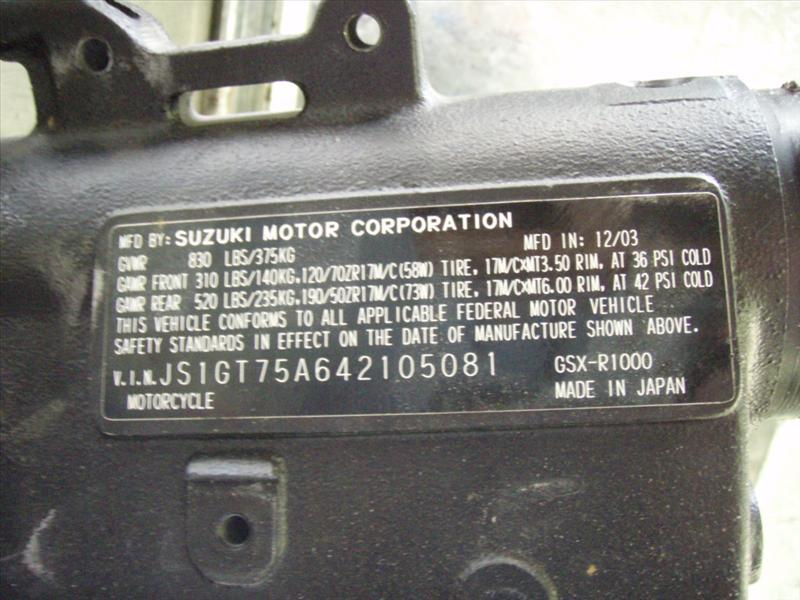 MFD BY: SUZUKI MOTOR CORPORATION
GVWR 830 LBS/375KG MFD IN: 12/03
GAWR FRONT 310 LBS/140KG,120/70ZR17M/C(58W) TIRE, 17M/C×MT3.50 RIM, AT 36 PSI COLD
GAWR REAR 520 LBS/235KG,190/50ZR17M/C(73W) TIRE, 17M/C×MT6.00 RIM, AT 42 PSI COLD
THIS VEHICLE CONFORMS TO ALL APPLICABLE FEDERAL MOTOR VEHICLE
SAFETY STANDARDS IN EFFECT ON THE DATE OF MANUFACTURE SHOWN ABOVE.
V.I.N.JS1GT75A642105081 GSX-R1000
MOTORCYCLE MADE IN JAPAN